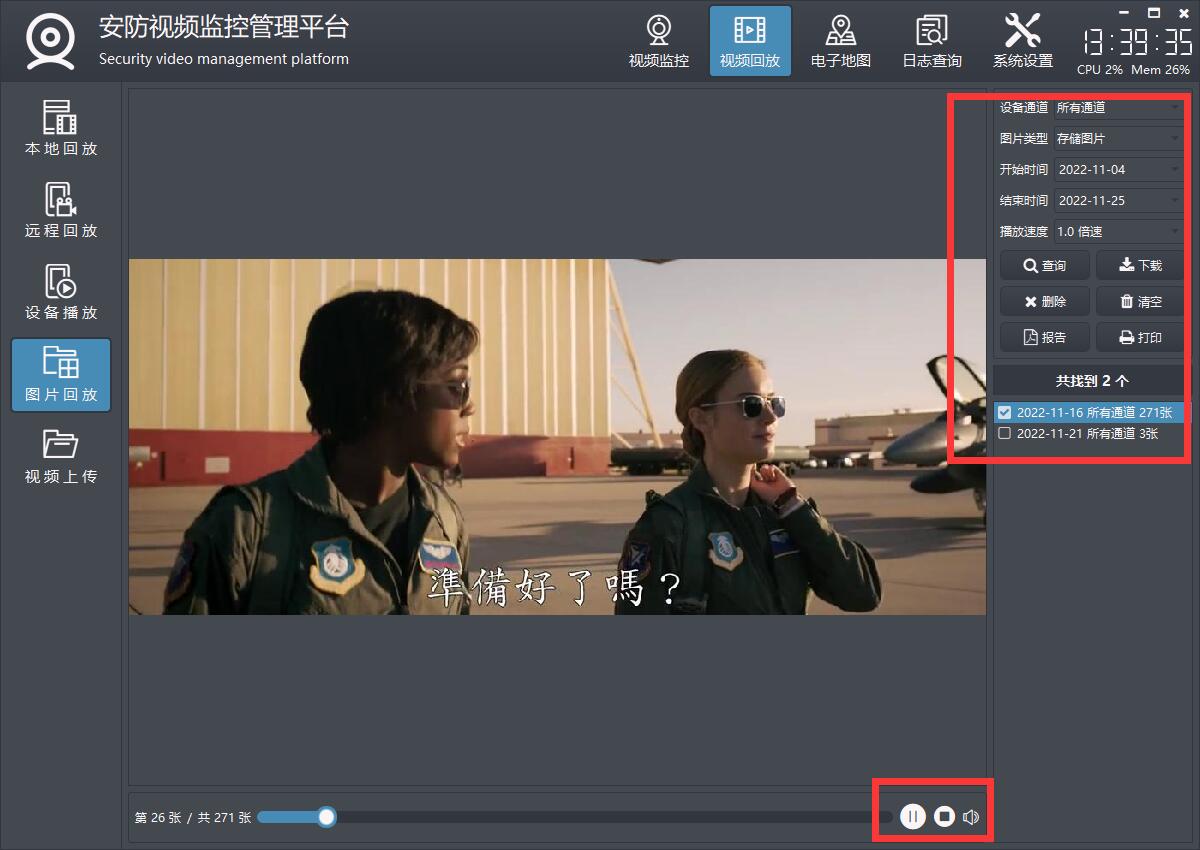 安防视频监控管理平台
Security video management platform
视频监控
视频回放
电子地图
日志查询
系统设置
13:39:35
CPU 2% Mem 26%
本地回放
远程回放
设备播放
图片回放
视频上传
準備好了嗎？
第 26 张 / 共 271 张
设备通道 所有通道
图片类型 存储图片
开始时间 2022-11-04
结束时间 2022-11-25
播放速度 1.0 倍速
查询 下载
删除 清空
报告 打印
共找到 2 个
2022-11-16 所有通道 271张
2022-11-21 所有通道 3张